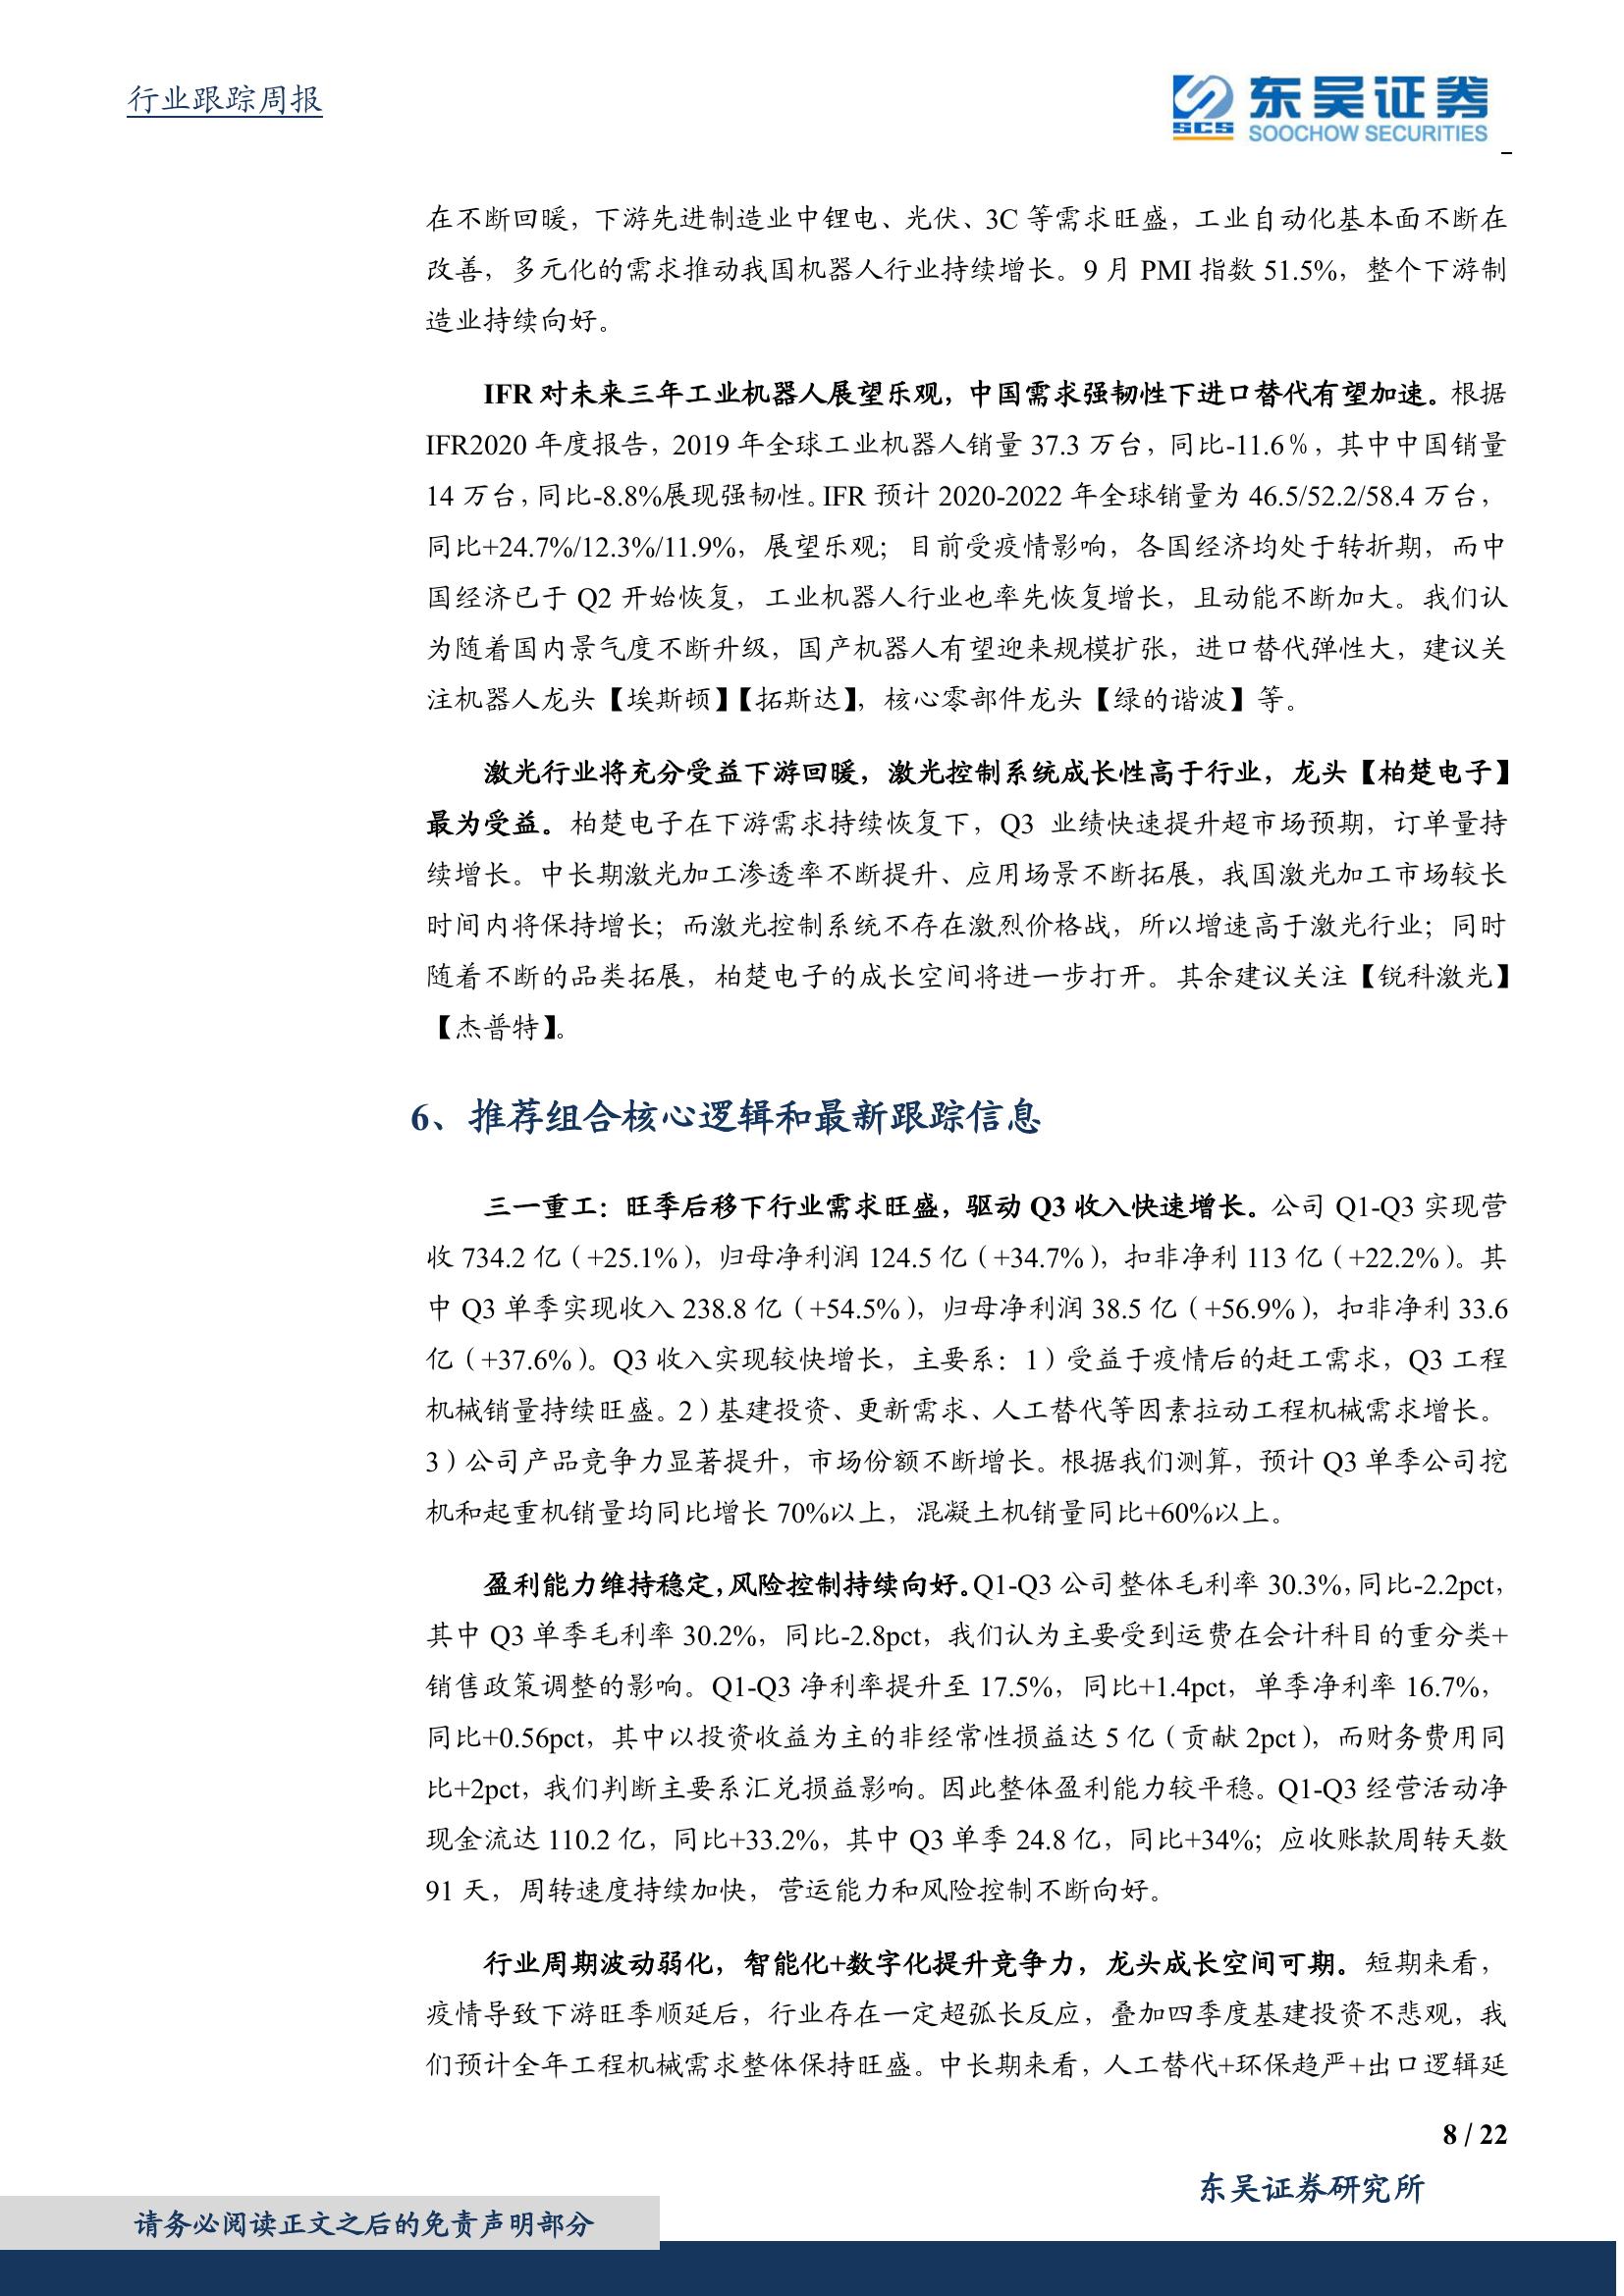 行业跟踪周报
SCS
东吴证券
SOOCHOW SECURITIES
在不断回暖，下游先进制造业中锂电、光伏、3C 等需求旺盛，工业自动化基本面不断在
改善，多元化的需求推动我国机器人行业持续增长。9 月 PMI 指数 51.5%，整个下游制
造业持续向好。
IFR 对未来三年工业机器人展望乐观，中国需求强韧性下进口替代有望加速。根据
IFR2020 年度报告，2019 年全球工业机器人销量 37.3 万台，同比-11.6％，其中中国销量
14 万台，同比-8.8%展现强韧性。IFR 预计 2020-2022 年全球销量为 46.5/52.2/58.4 万台，
同比+24.7%/12.3%/11.9%，展望乐观；目前受疫情影响，各国经济均处于转折期，而中
国经济已于 Q2 开始恢复，工业机器人行业也率先恢复增长，且动能不断加大。我们认
为随着国内景气度不断升级，国产机器人有望迎来规模扩张，进口替代弹性大，建议关
注机器人龙头【埃斯顿】【拓斯达】，核心零部件龙头【绿的谐波】等。
激光行业将充分受益下游回暖，激光控制系统成长性高于行业，龙头【柏楚电子】
最为受益。柏楚电子在下游需求持续恢复下，Q3 业绩快速提升超市场预期，订单量持
续增长。中长期激光加工渗透率不断提升、应用场景不断拓展，我国激光加工市场较长
时间内将保持增长；而激光控制系统不存在激烈价格战，所以增速高于激光行业；同时
随着不断的品类拓展，柏楚电子的成长空间将进一步打开。其余建议关注【锐科激光】
【杰普特】。
6、推荐组合核心逻辑和最新跟踪信息
三一重工：旺季后移下行业需求旺盛，驱动 Q3 收入快速增长。公司 Q1-Q3 实现营
收 734.2 亿（+25.1%），归母净利润 124.5 亿（+34.7%），扣非净利 113 亿（+22.2%）。其
中 Q3 单季实现收入 238.8 亿（+54.5%），归母净利润 38.5 亿（+56.9%），扣非净利 33.6
亿（+37.6%）。Q3 收入实现较快增长，主要系：1）受益于疫情后的赶工需求，Q3 工程
机械销量持续旺盛。2）基建投资、更新需求、人工替代等因素拉动工程机械需求增长。
3）公司产品竞争力显著提升，市场份额不断增长。根据我们测算，预计 Q3 单季公司挖
机和起重机销量均同比增长 70%以上，混凝土机销量同比+60%以上。
盈利能力维持稳定，风险控制持续向好。Q1-Q3 公司整体毛利率 30.3%，同比-2.2pct，
其中 Q3 单季毛利率 30.2%，同比-2.8pct，我们认为主要受到运费在会计科目的重分类+
销售政策调整的影响。Q1-Q3 净利率提升至 17.5%，同比+1.4pct，单季净利率 16.7%，
同比+0.56pct，其中以投资收益为主的非经常性损益达 5 亿（贡献 2pct），而财务费用同
比+2pct，我们判断主要系汇兑损益影响。因此整体盈利能力较平稳。Q1-Q3 经营活动净
现金流达 110.2 亿，同比+33.2%，其中 Q3 单季 24.8 亿，同比+34%；应收账款周转天数
91 天，周转速度持续加快，营运能力和风险控制不断向好。
行业周期波动弱化，智能化+数字化提升竞争力，龙头成长空间可期。短期来看，
疫情导致下游旺季顺延后，行业存在一定超弧长反应，叠加四季度基建投资不悲观，我
们预计全年工程机械需求整体保持旺盛。中长期来看，人工替代+环保趋严+出口逻辑延
8 / 22
东吴证券研究所
请务必阅读正文之后的免责声明部分